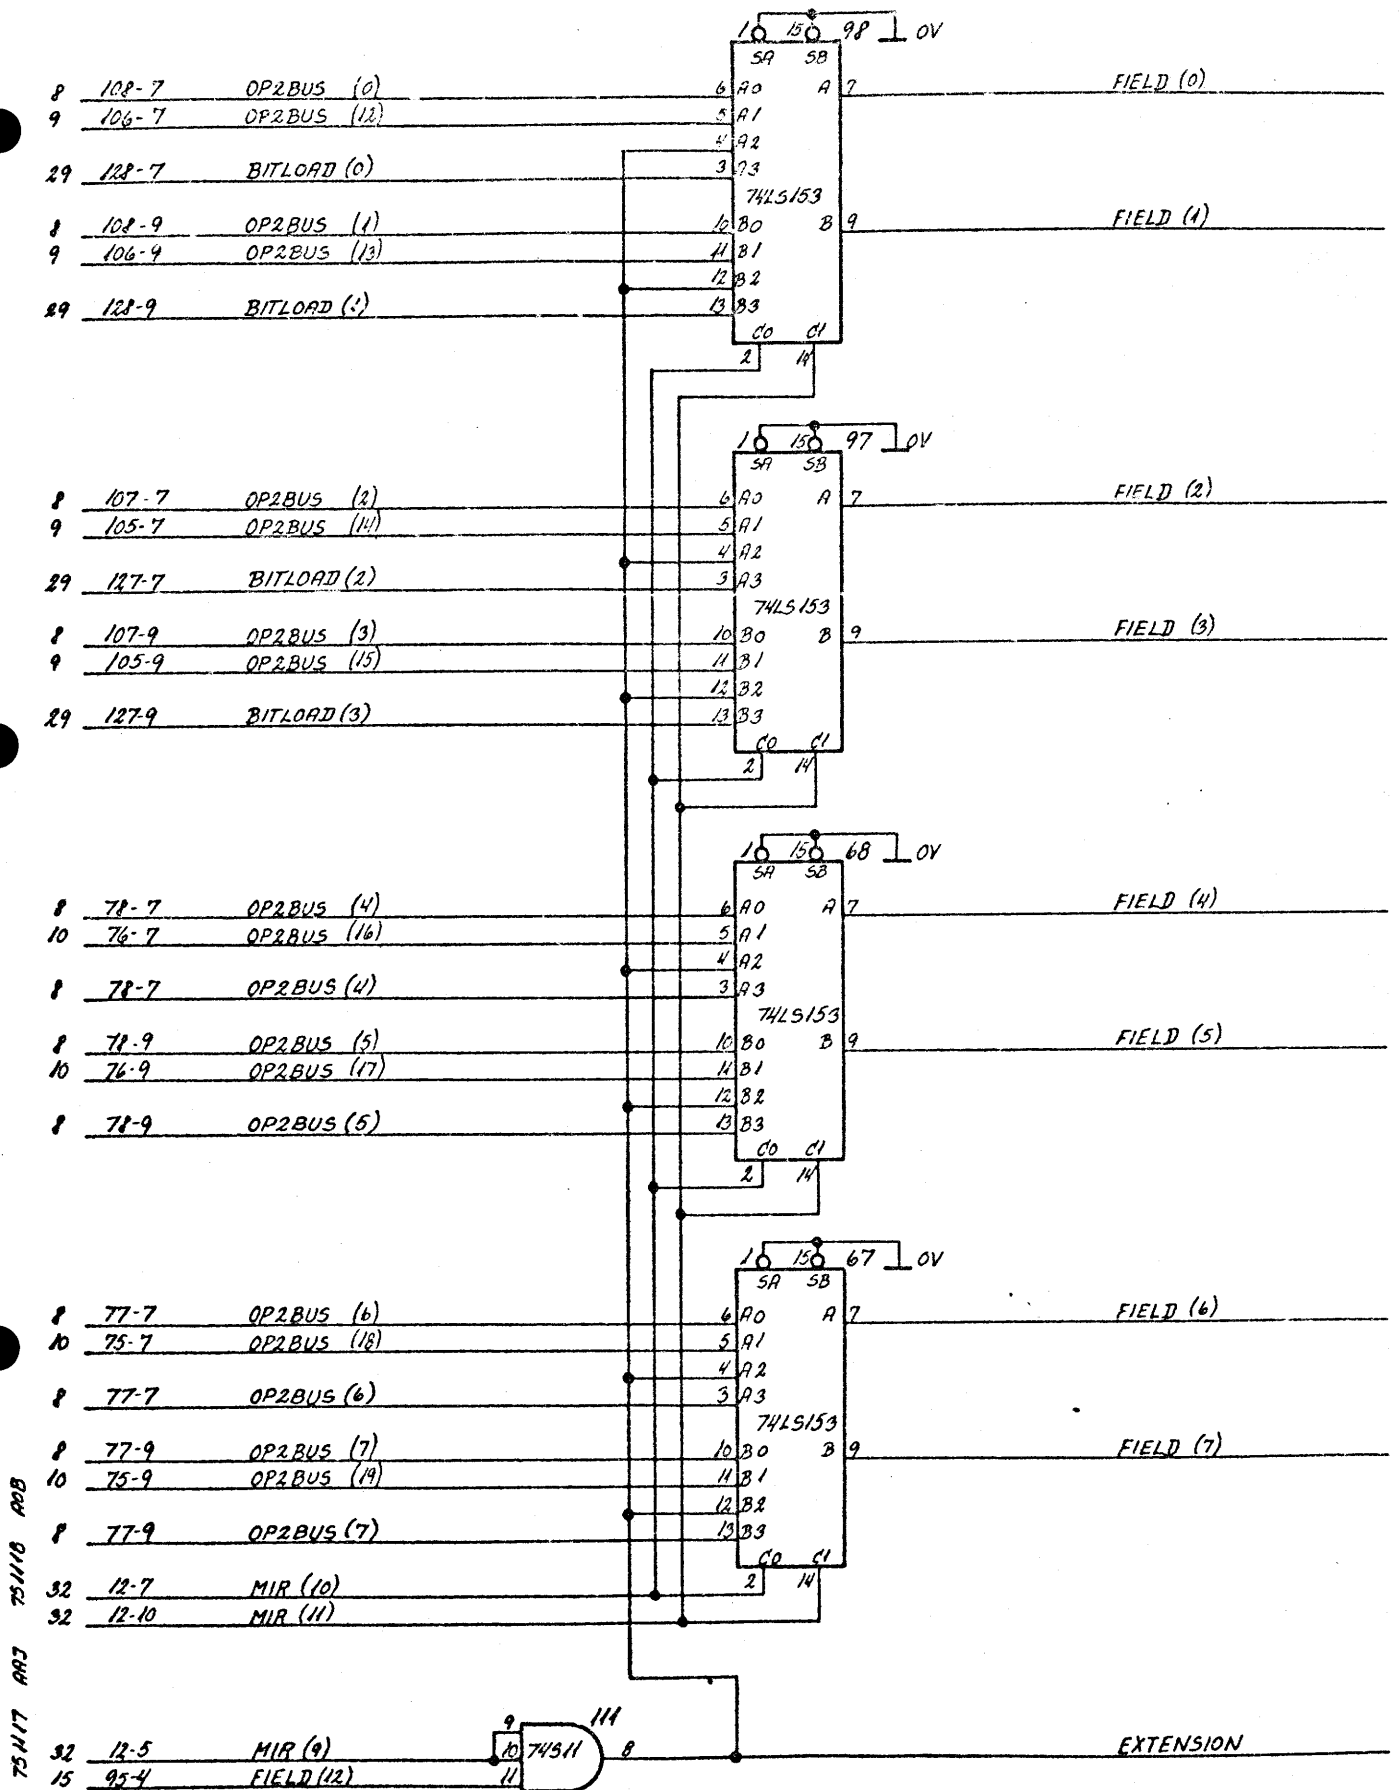 1 15 98 0V
SA SB
8 108-7 OP2BUS (0) 6 A0 A 7 FIELD (0)
9 106-7 OP2BUS (12) 5 A1
4 A2
29 128-7 BITLOAD (0) 3 A3
74LS153
8 108-9 OP2BUS (1) 10 B0 B 9 FIELD (1)
9 106-9 OP2BUS (13) 11 B1
12 B2
29 128-9 BITLOAD (1) 13 B3
C0 C1
2 14
1 15 97 0V
SA SB
8 107-7 OP2BUS (2) 6 A0 A 7 FIELD (2)
9 105-7 OP2BUS (14) 5 A1
4 A2
29 127-7 BITLOAD (2) 3 A3
74LS153
8 107-9 OP2BUS (3) 10 B0 B 9 FIELD (3)
9 105-9 OP2BUS (15) 11 B1
12 B2
29 127-9 BITLOAD (3) 13 B3
C0 C1
2 14
1 15 68 0V
SA SB
8 78-7 OP2BUS (4) 6 A0 A 7 FIELD (4)
10 76-7 OP2BUS (16) 5 A1
4 A2
8 78-7 OP2BUS (4) 3 A3
74LS153
8 78-9 OP2BUS (5) 10 B0 B 9 FIELD (5)
10 76-9 OP2BUS (17) 11 B1
12 B2
8 78-9 OP2BUS (5) 13 B3
C0 C1
2 14
1 15 67 0V
SA SB
8 77-7 OP2BUS (6) 6 A0 A 7 FIELD (6)
10 75-7 OP2BUS (18) 5 A1
4 A2
8 77-7 OP2BUS (6) 3 A3
74LS153
8 77-9 OP2BUS (7) 10 B0 B 9 FIELD (7)
10 75-9 OP2BUS (19) 11 B1
12 B2
8 77-9 OP2BUS (7) 13 B3
C0 C1
32 12-7 MIR (10) 2 14
32 12-10 MIR (11)
9 111
32 12-5 MIR (9) 10 74S11 8 EXTENSION
15 95-4 FIELD (12) 11
751117 AAJ 751118 AOB